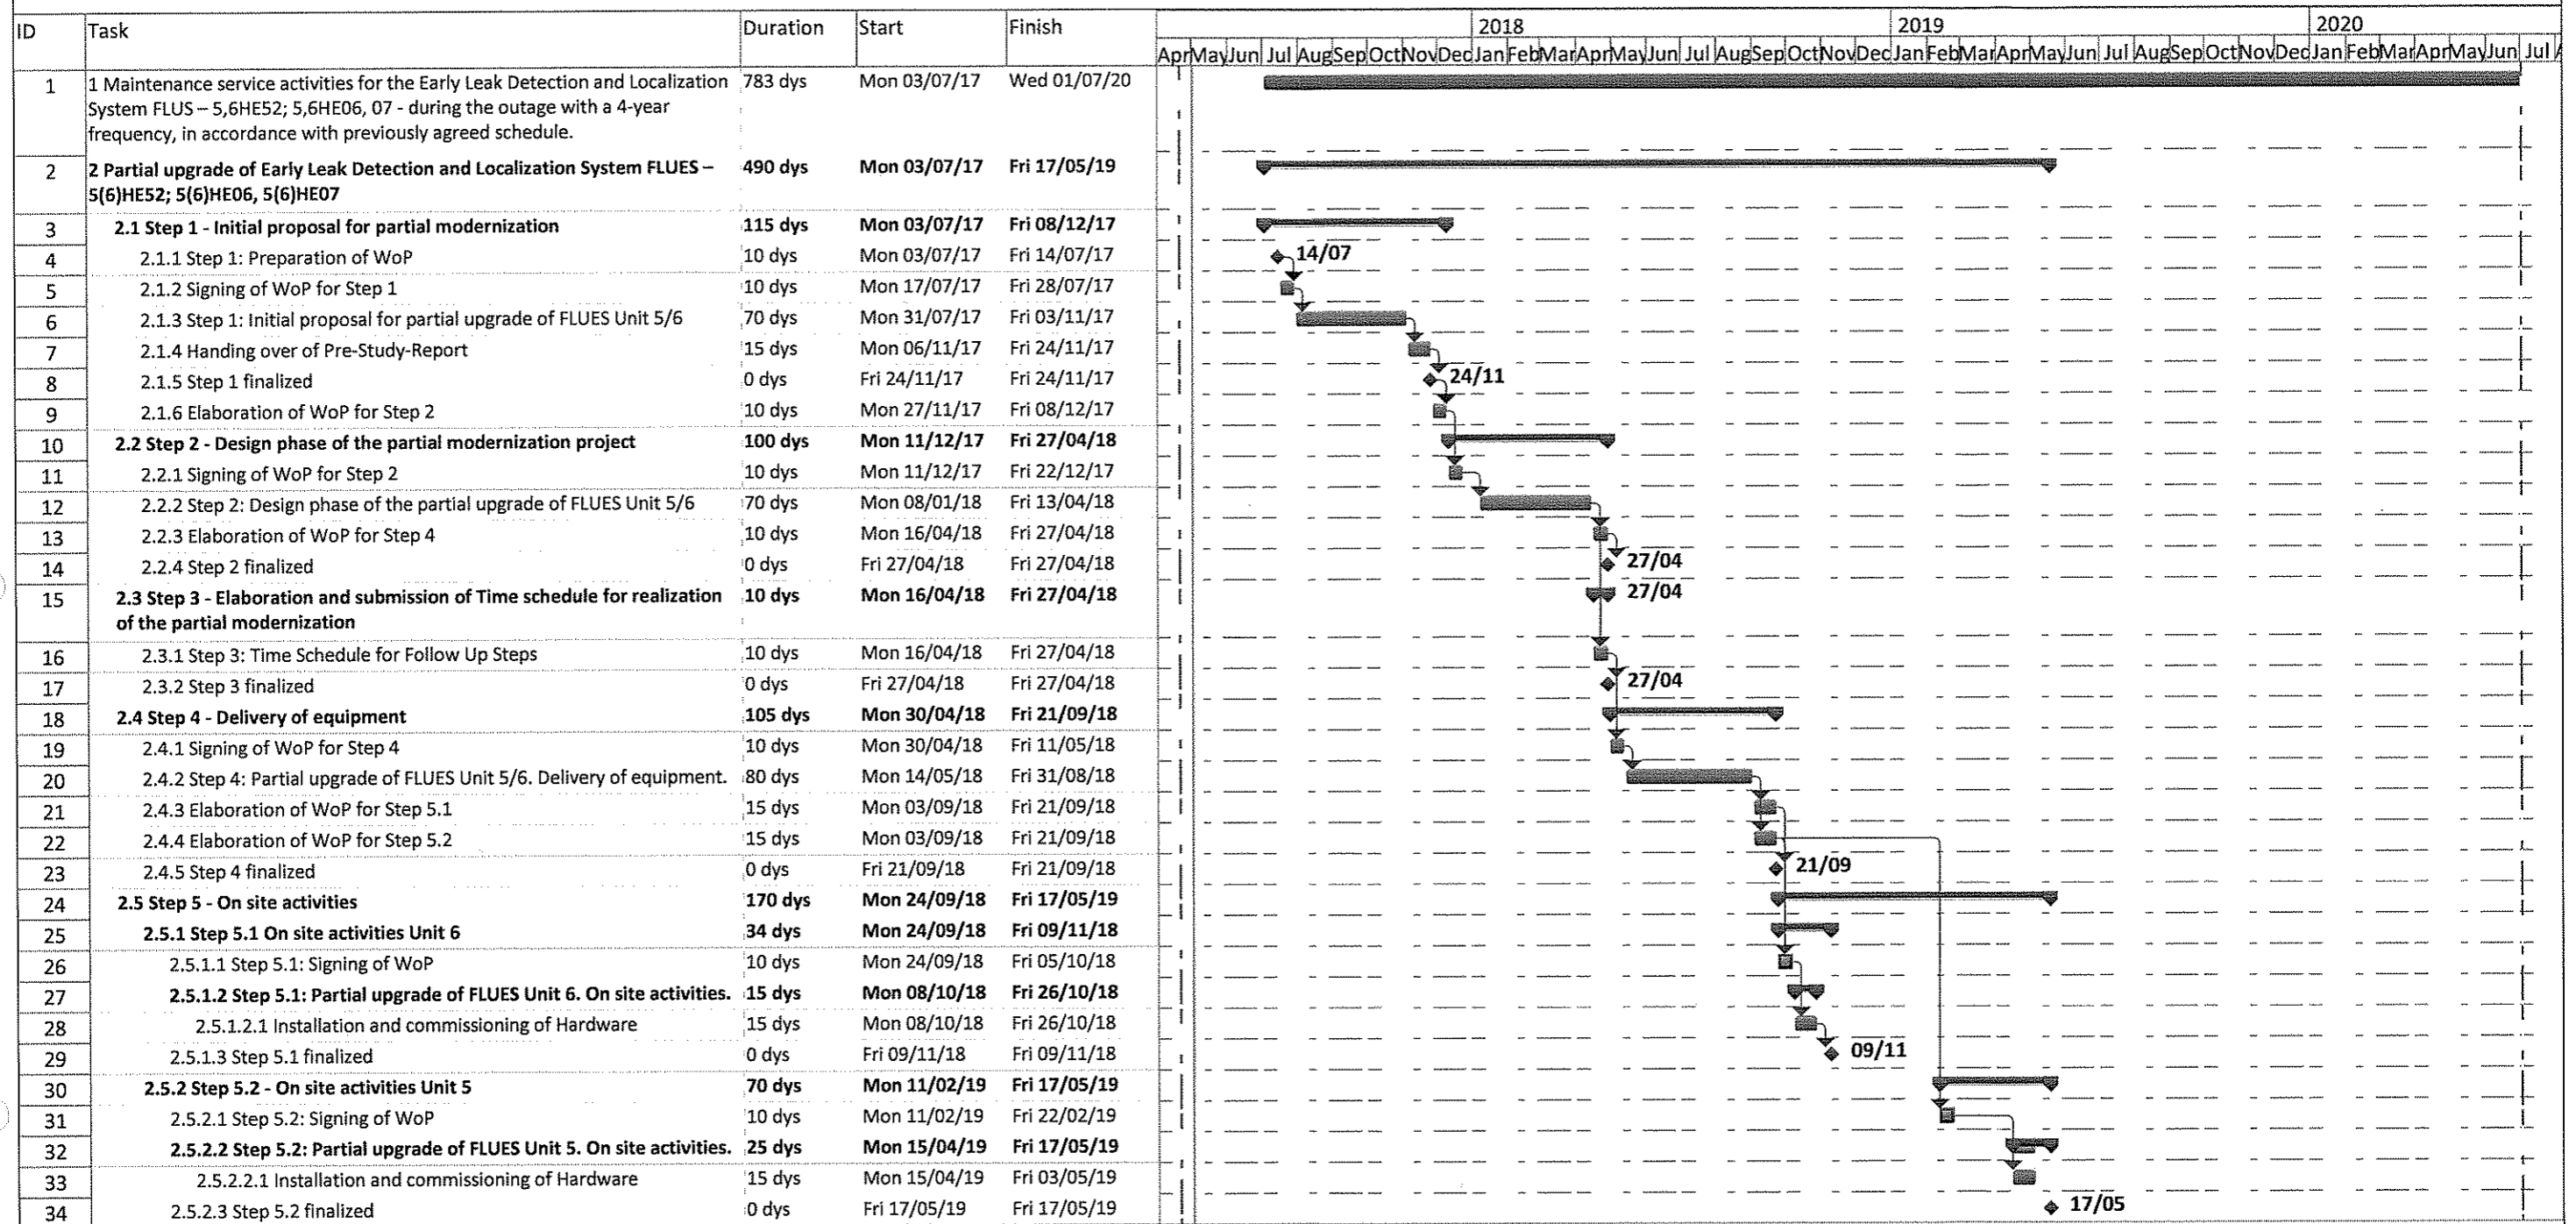 ID Task Duration Start Finish 2018 2019 2020
Apr May Jun Jul Aug Sep Oct Nov Dec Jan Feb Mar Apr May Jun Jul Aug Sep Oct Nov Dec Jan Feb Mar Apr May Jun Jul Aug Sep Oct Nov Dec Jan Feb Mar Apr May Jun Jul
1 1 Maintenance service activities for the Early Leak Detection and Localization 783 dys Mon 03/07/17 Wed 01/07/20
System FLUS – 5,6HE52; 5,6HE06, 07 - during the outage with a 4-year
frequency, in accordance with previously agreed schedule.
2 2 Partial upgrade of Early Leak Detection and Localization System FLUES – 490 dys Mon 03/07/17 Fri 17/05/19
5(6)HE52; 5(6)HE06, 5(6)HE07
3 2.1 Step 1 - Initial proposal for partial modernization 115 dys Mon 03/07/17 Fri 08/12/17
4 2.1.1 Step 1: Preparation of WoP 10 dys Mon 03/07/17 Fri 14/07/17 14/07
5 2.1.2 Signing of WoP for Step 1 10 dys Mon 17/07/17 Fri 28/07/17
6 2.1.3 Step 1: Initial proposal for partial upgrade of FLUES Unit 5/6 70 dys Mon 31/07/17 Fri 03/11/17
7 2.1.4 Handing over of Pre-Study-Report 15 dys Mon 06/11/17 Fri 24/11/17
8 2.1.5 Step 1 finalized 0 dys Fri 24/11/17 Fri 24/11/17 24/11
9 2.1.6 Elaboration of WoP for Step 2 10 dys Mon 27/11/17 Fri 08/12/17
10 2.2 Step 2 - Design phase of the partial modernization project 100 dys Mon 11/12/17 Fri 27/04/18
11 2.2.1 Signing of WoP for Step 2 10 dys Mon 11/12/17 Fri 22/12/17
12 2.2.2 Step 2: Design phase of the partial upgrade of FLUES Unit 5/6 70 dys Mon 08/01/18 Fri 13/04/18
13 2.2.3 Elaboration of WoP for Step 4 10 dys Mon 16/04/18 Fri 27/04/18
14 2.2.4 Step 2 finalized 0 dys Fri 27/04/18 Fri 27/04/18 27/04
15 2.3 Step 3 - Elaboration and submission of Time schedule for realization 10 dys Mon 16/04/18 Fri 27/04/18 27/04
of the partial modernization
16 2.3.1 Step 3: Time Schedule for Follow Up Steps 10 dys Mon 16/04/18 Fri 27/04/18
17 2.3.2 Step 3 finalized 0 dys Fri 27/04/18 Fri 27/04/18 27/04
18 2.4 Step 4 - Delivery of equipment 105 dys Mon 30/04/18 Fri 21/09/18
19 2.4.1 Signing of WoP for Step 4 10 dys Mon 30/04/18 Fri 11/05/18
20 2.4.2 Step 4: Partial upgrade of FLUES Unit 5/6. Delivery of equipment. 80 dys Mon 14/05/18 Fri 31/08/18
21 2.4.3 Elaboration of WoP for Step 5.1 15 dys Mon 03/09/18 Fri 21/09/18
22 2.4.4 Elaboration of WoP for Step 5.2 15 dys Mon 03/09/18 Fri 21/09/18
23 2.4.5 Step 4 finalized 0 dys Fri 21/09/18 Fri 21/09/18 21/09
24 2.5 Step 5 - On site activities 170 dys Mon 24/09/18 Fri 17/05/19
25 2.5.1 Step 5.1 On site activities Unit 6 34 dys Mon 24/09/18 Fri 09/11/18
26 2.5.1.1 Step 5.1: Signing of WoP 10 dys Mon 24/09/18 Fri 05/10/18
27 2.5.1.2 Step 5.1: Partial upgrade of FLUES Unit 6. On site activities. 15 dys Mon 08/10/18 Fri 26/10/18
28 2.5.1.2.1 Installation and commissioning of Hardware 15 dys Mon 08/10/18 Fri 26/10/18
29 2.5.1.3 Step 5.1 finalized 0 dys Fri 09/11/18 Fri 09/11/18 09/11
30 2.5.2 Step 5.2 - On site activities Unit 5 70 dys Mon 11/02/19 Fri 17/05/19
31 2.5.2.1 Step 5.2: Signing of WoP 10 dys Mon 11/02/19 Fri 22/02/19
32 2.5.2.2 Step 5.2: Partial upgrade of FLUES Unit 5. On site activities. 25 dys Mon 15/04/19 Fri 17/05/19
33 2.5.2.2.1 Installation and commissioning of Hardware 15 dys Mon 15/04/19 Fri 03/05/19
34 2.5.2.3 Step 5.2 finalized 0 dys Fri 17/05/19 Fri 17/05/19 17/05